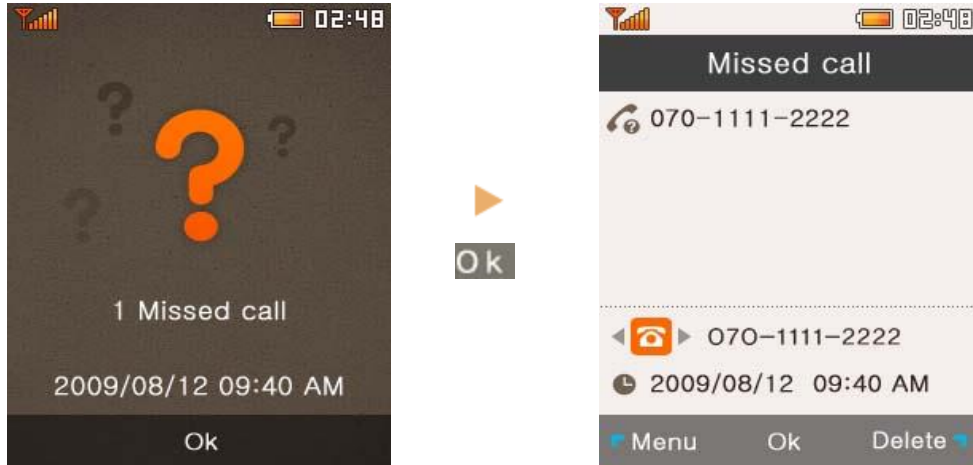 02:48
1 Missed call
2009/08/12 09:40 AM
Ok
Ok
02:48
Missed call
070-1111-2222
070-1111-2222
2009/08/12 09:40 AM
Menu Ok Delete